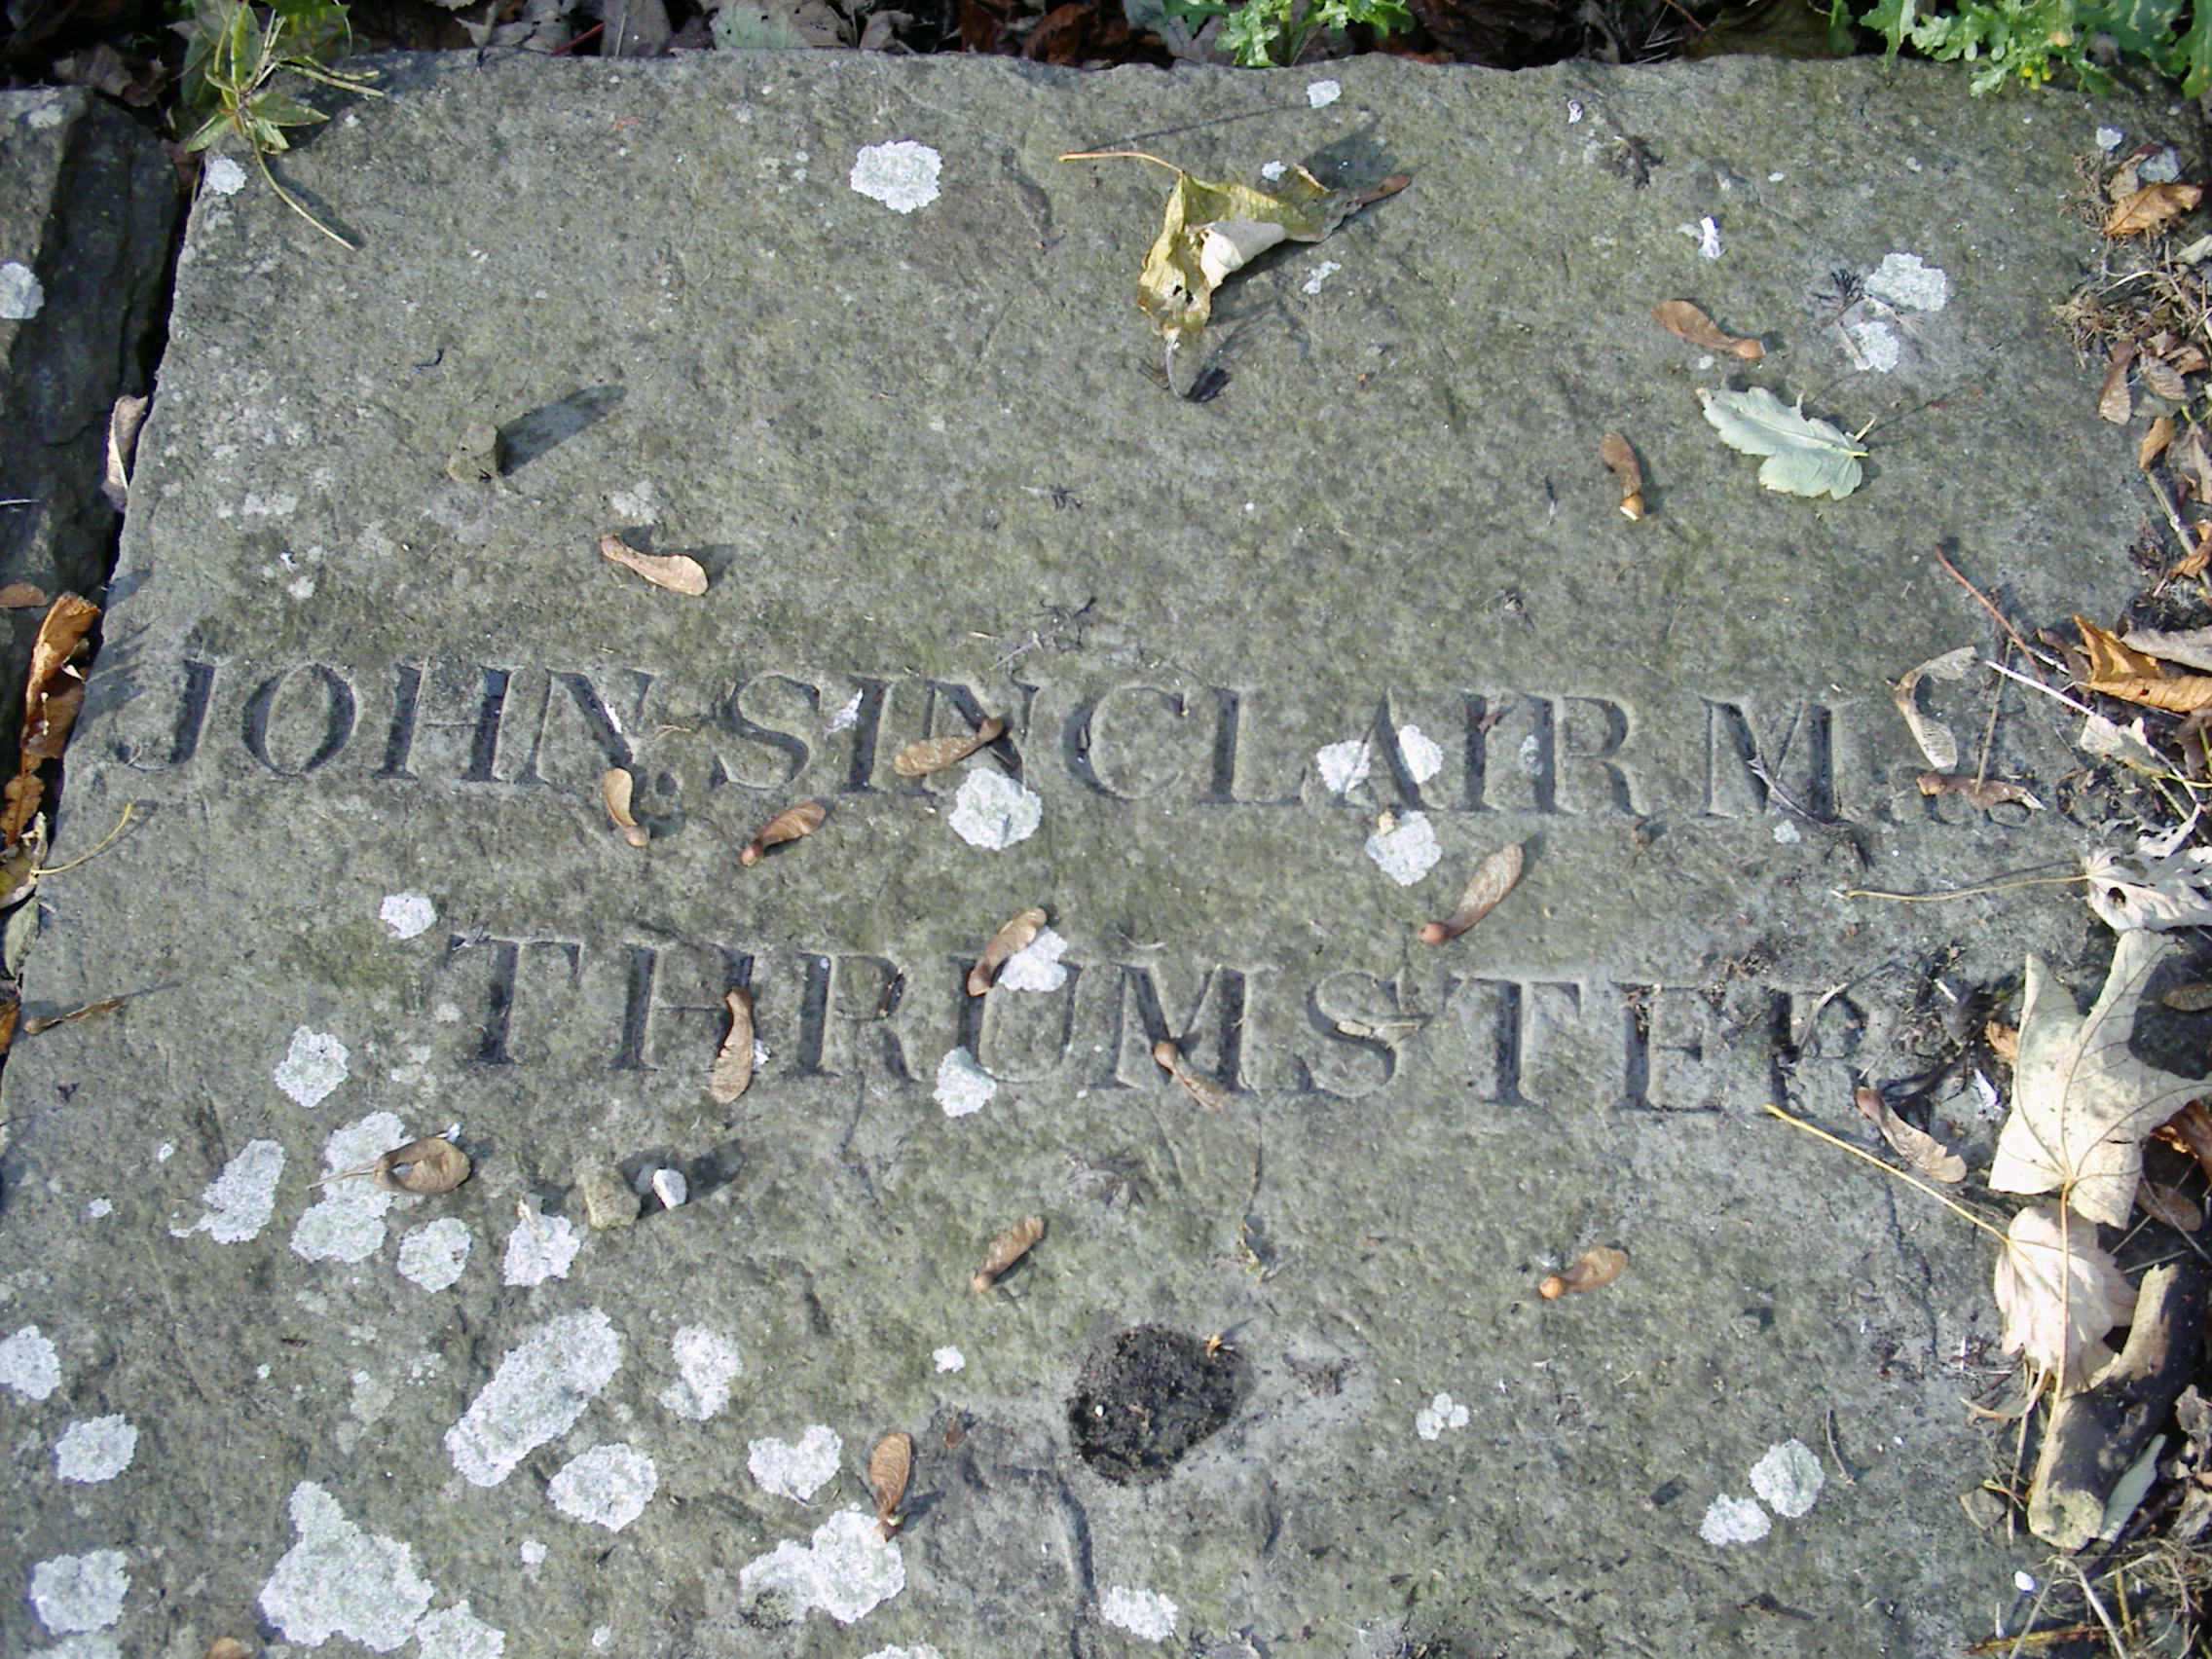 JOHN. SINCLAIR
THRUMSTER